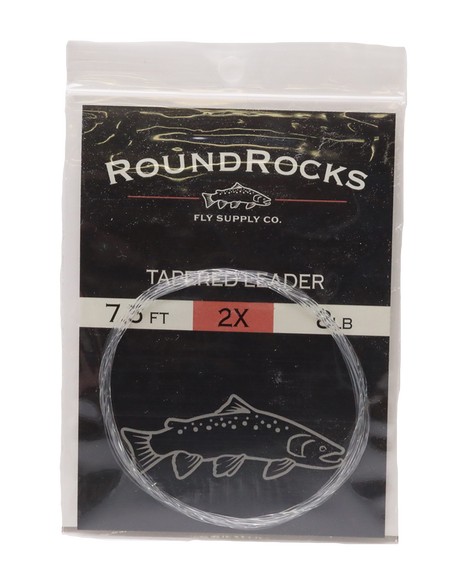 RoundRocks
FLY SUPPLY CO.
TAPERED LEADER
7.5 FT 2X 8 LB